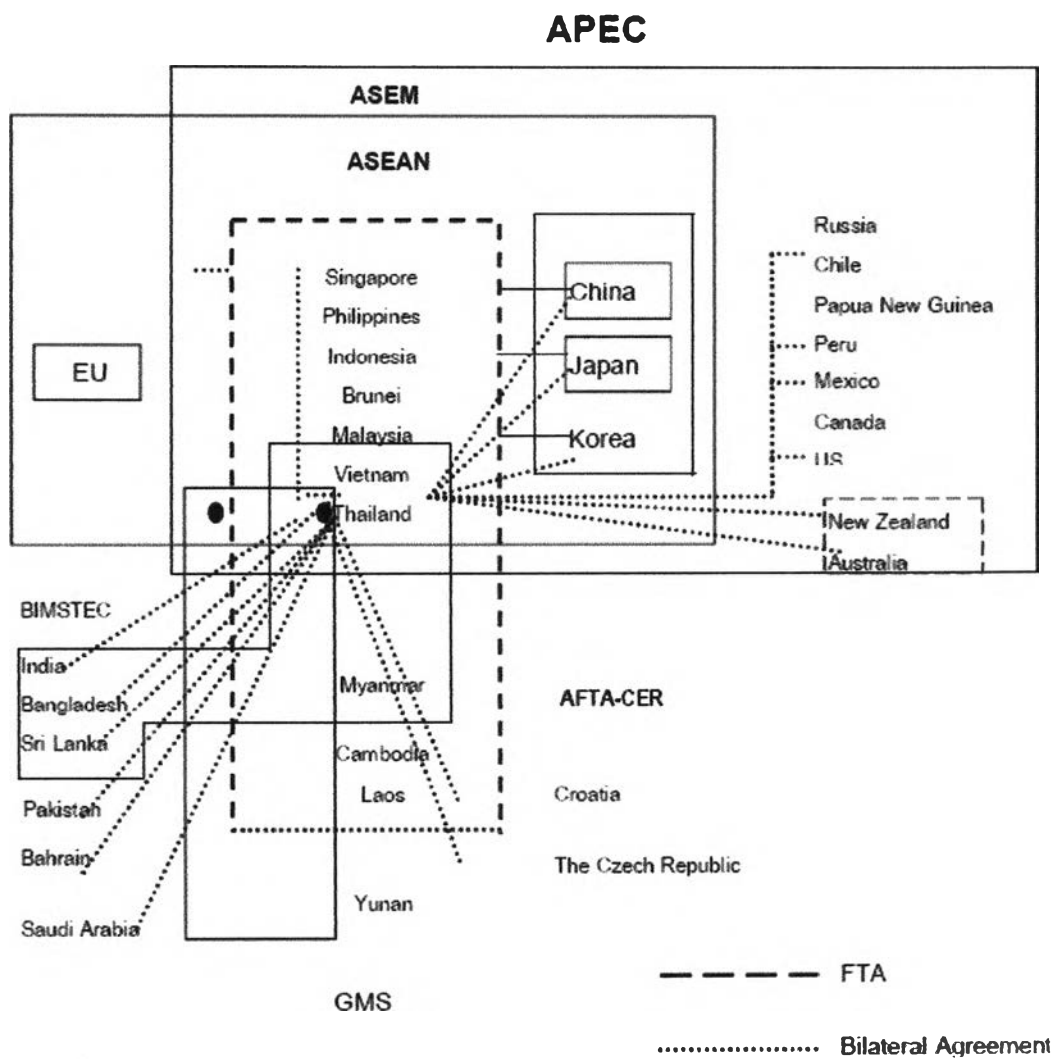 APEC
ASEM
ASEAN
EU
Singapore
Philippines
Indonesia
Brunei
Malaysia
Vietnam
Thailand
China
Japan
Korea
Russia
Chile
Papua New Guinea
Peru
Mexico
Canada
US
New Zealand
Australia
BIMSTEC
India
Bangladesh
Sri Lanka
Pakistah
Bahrain
Saudi Arabia
Myanmar
Cambodia
Laos
Yunan
GMS
AFTA-CER
Croatia
The Czech Republic
FTA
Bilateral Agreement